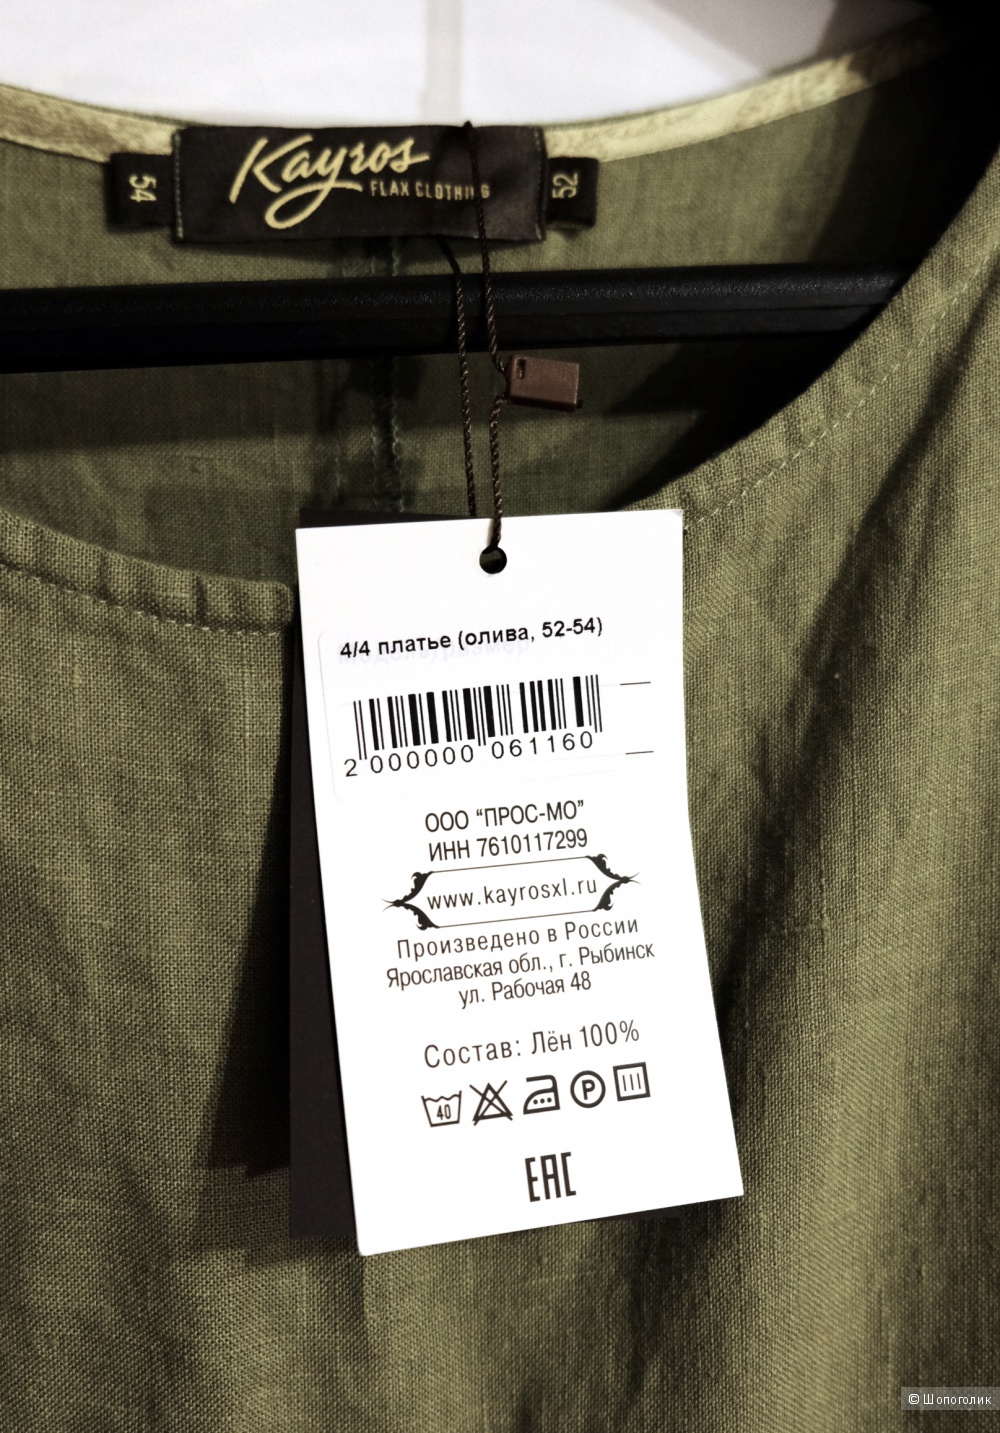 Kayros
FLAX CLOTHING
54
52
4/4 платье (олива, 52-54)
2 000000 061160
ООО “ПРОС-МО”
ИНН 7610117299
www.kayrosxl.ru
Произведено в России
Ярославская обл., г. Рыбинск
ул. Рабочая 48
Состав: Лён 100%
40
P
EAC
© Шопоголик